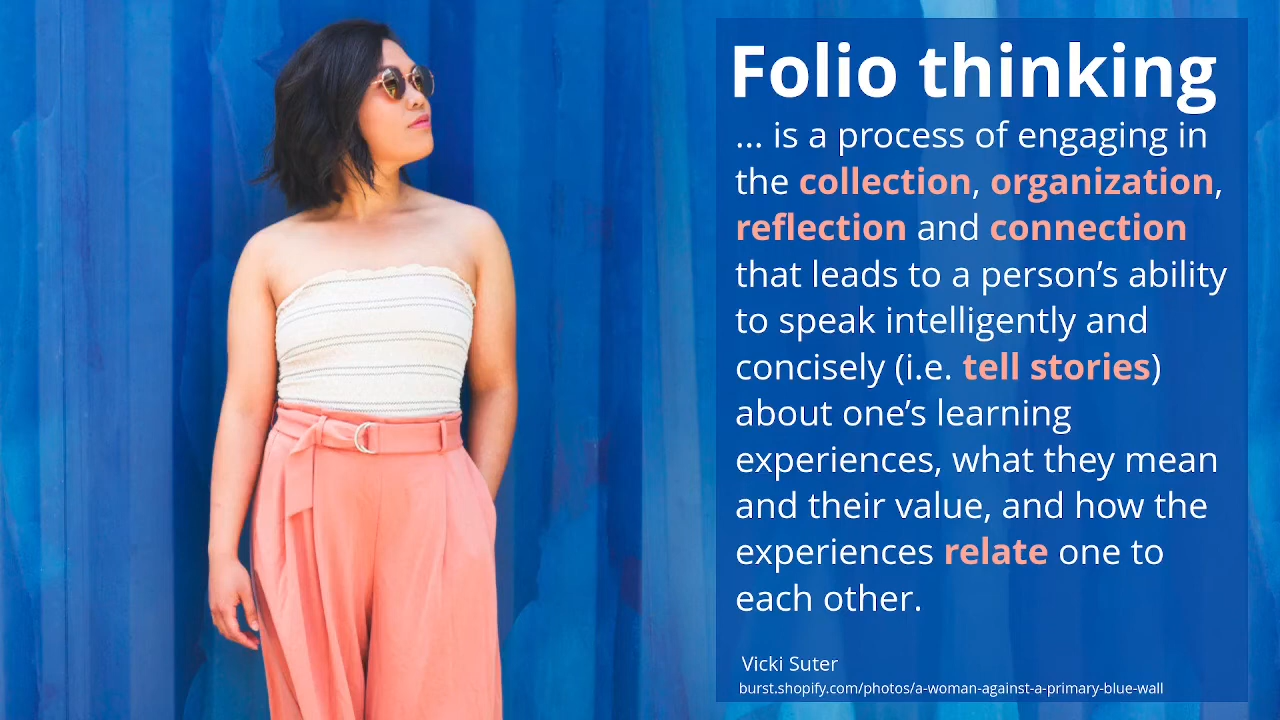 Folio thinking
... is a process of engaging in
the collection, organization,
reflection and connection
that leads to a person’s ability
to speak intelligently and
concisely (i.e. tell stories)
about one’s learning
experiences, what they mean
and their value, and how the
experiences relate one to
each other.
Vicki Suter
burst.shopify.com/photos/a-woman-against-a-primary-blue-wall